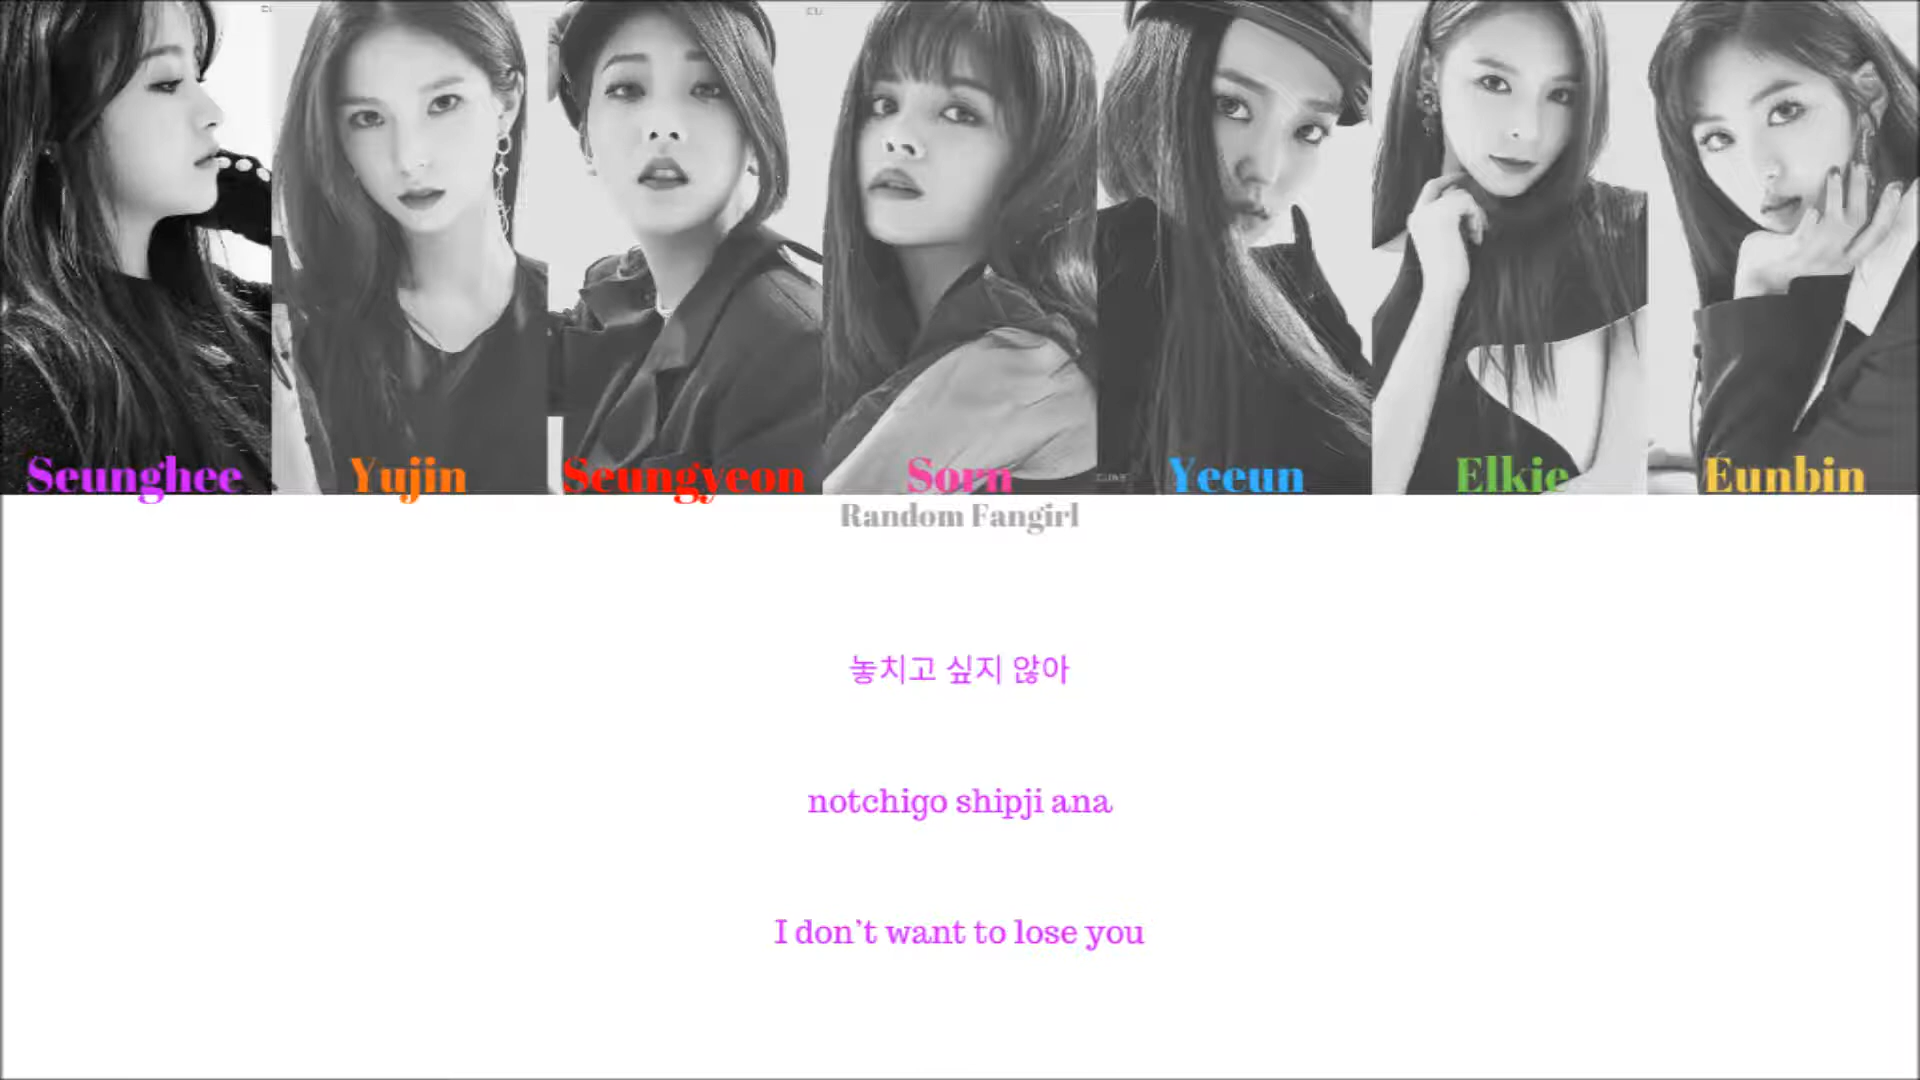 Seunghee
Yujin
Seungyeon
Sorn
Yeeun
Elkie
Eunbin
Random Fangirl
놓치고 싶지 않아
notchigo shipji ana
I don't want to lose you